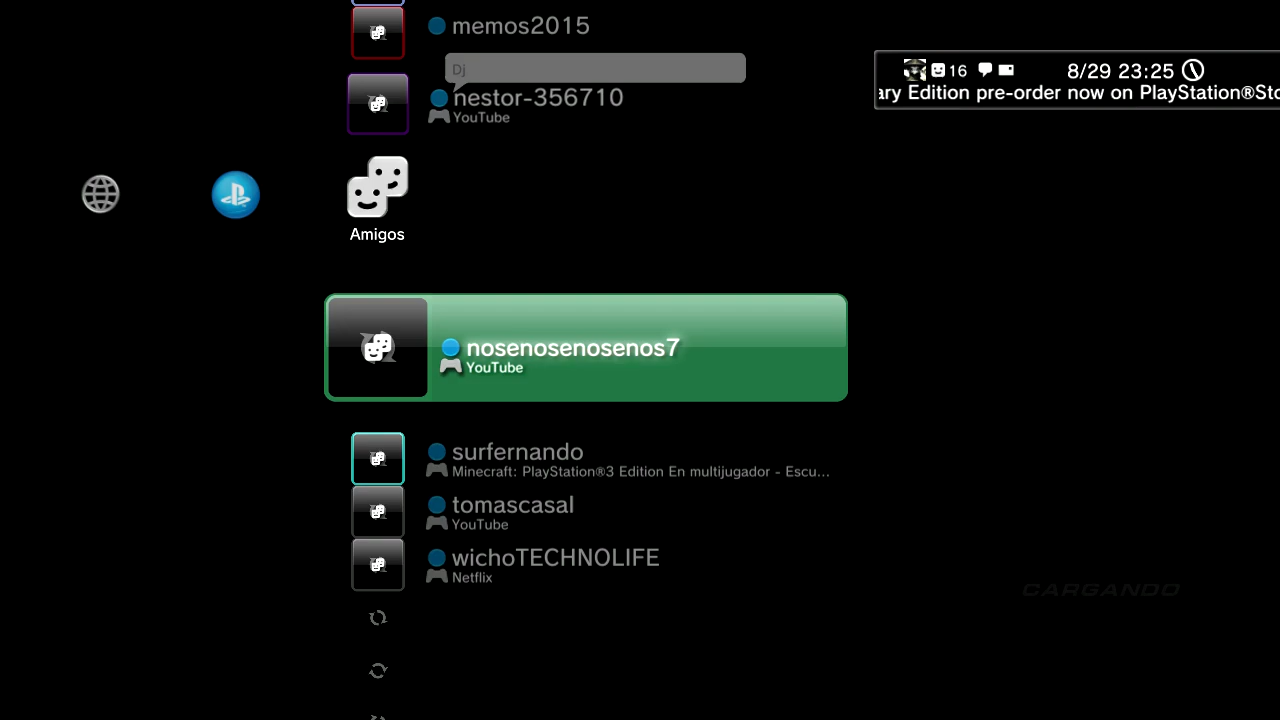 memos2015
Dj
nestor-356710
YouTube
16
8/29 23:25
ary Edition pre-order now on PlayStation®Sto
Amigos
nosenosenosenos7
YouTube
surfernando
Minecraft: PlayStation®3 Edition En multijugador - Escu...
tomascasal
YouTube
wichoTECHNOLIFE
Netflix
CARGANDO